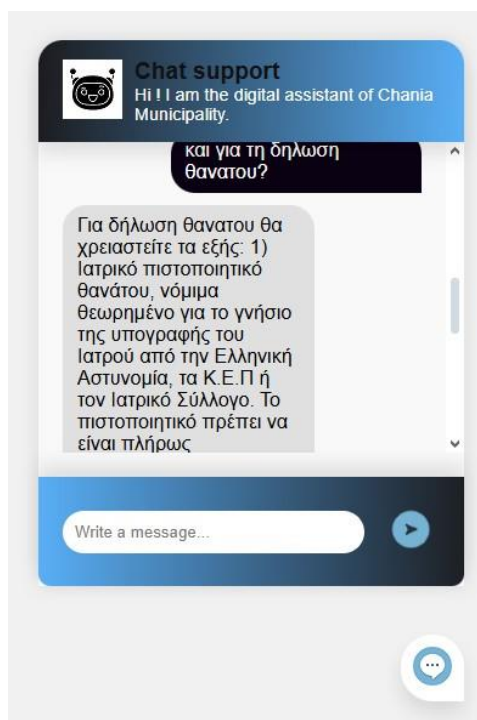 Chat support
Hi ! I am the digital assistant of Chania
Municipality.
και για τη δηλωση
θανατου?
Για δήλωση θανατου θα
χρειαστείτε τα εξής: 1)
Ιατρικό πιστοποιητικό
θανάτου, νόμιμα
θεωρημένο για το γνήσιο
της υπογραφής του
Ιατρού από την Ελληνική
Αστυνομία, τα Κ.Ε.Π ή
τον Ιατρικό Σύλλογο. Το
πιστοποιητικό πρέπει να
είναι πλήρως
Write a message...